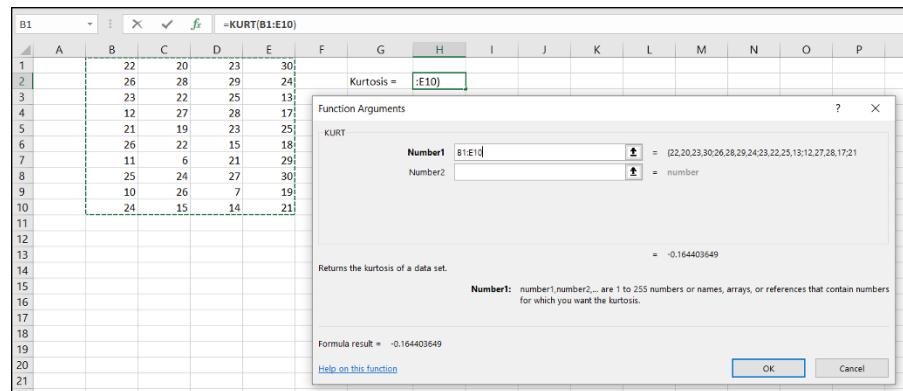 B1 fx =KURT(B1:E10)
A B C D E F G H I J K L M N O P
1 22 20 23 30
2 26 28 29 24 Kurtosis = :E10)
3 23 22 25 13
4 12 27 28 17
5 21 19 23 25
6 26 22 15 18
7 11 6 21 29
8 25 24 27 30
9 10 26 7 19
10 24 15 14 21
11
12
13
14
15
16
17
18
19
20
21
Function Arguments ? ×
KURT
Number1 B1:E10 = {22,20,23,30;26,28,29,24;23,22,25,13;12,27,28,17;21
Number2 = number
= -0.164403649
Returns the kurtosis of a data set.
Number1: number1,number2,... are 1 to 255 numbers or names, arrays, or references that contain numbers
for which you want the kurtosis.
Formula result = -0.164403649
Help on this function OK Cancel